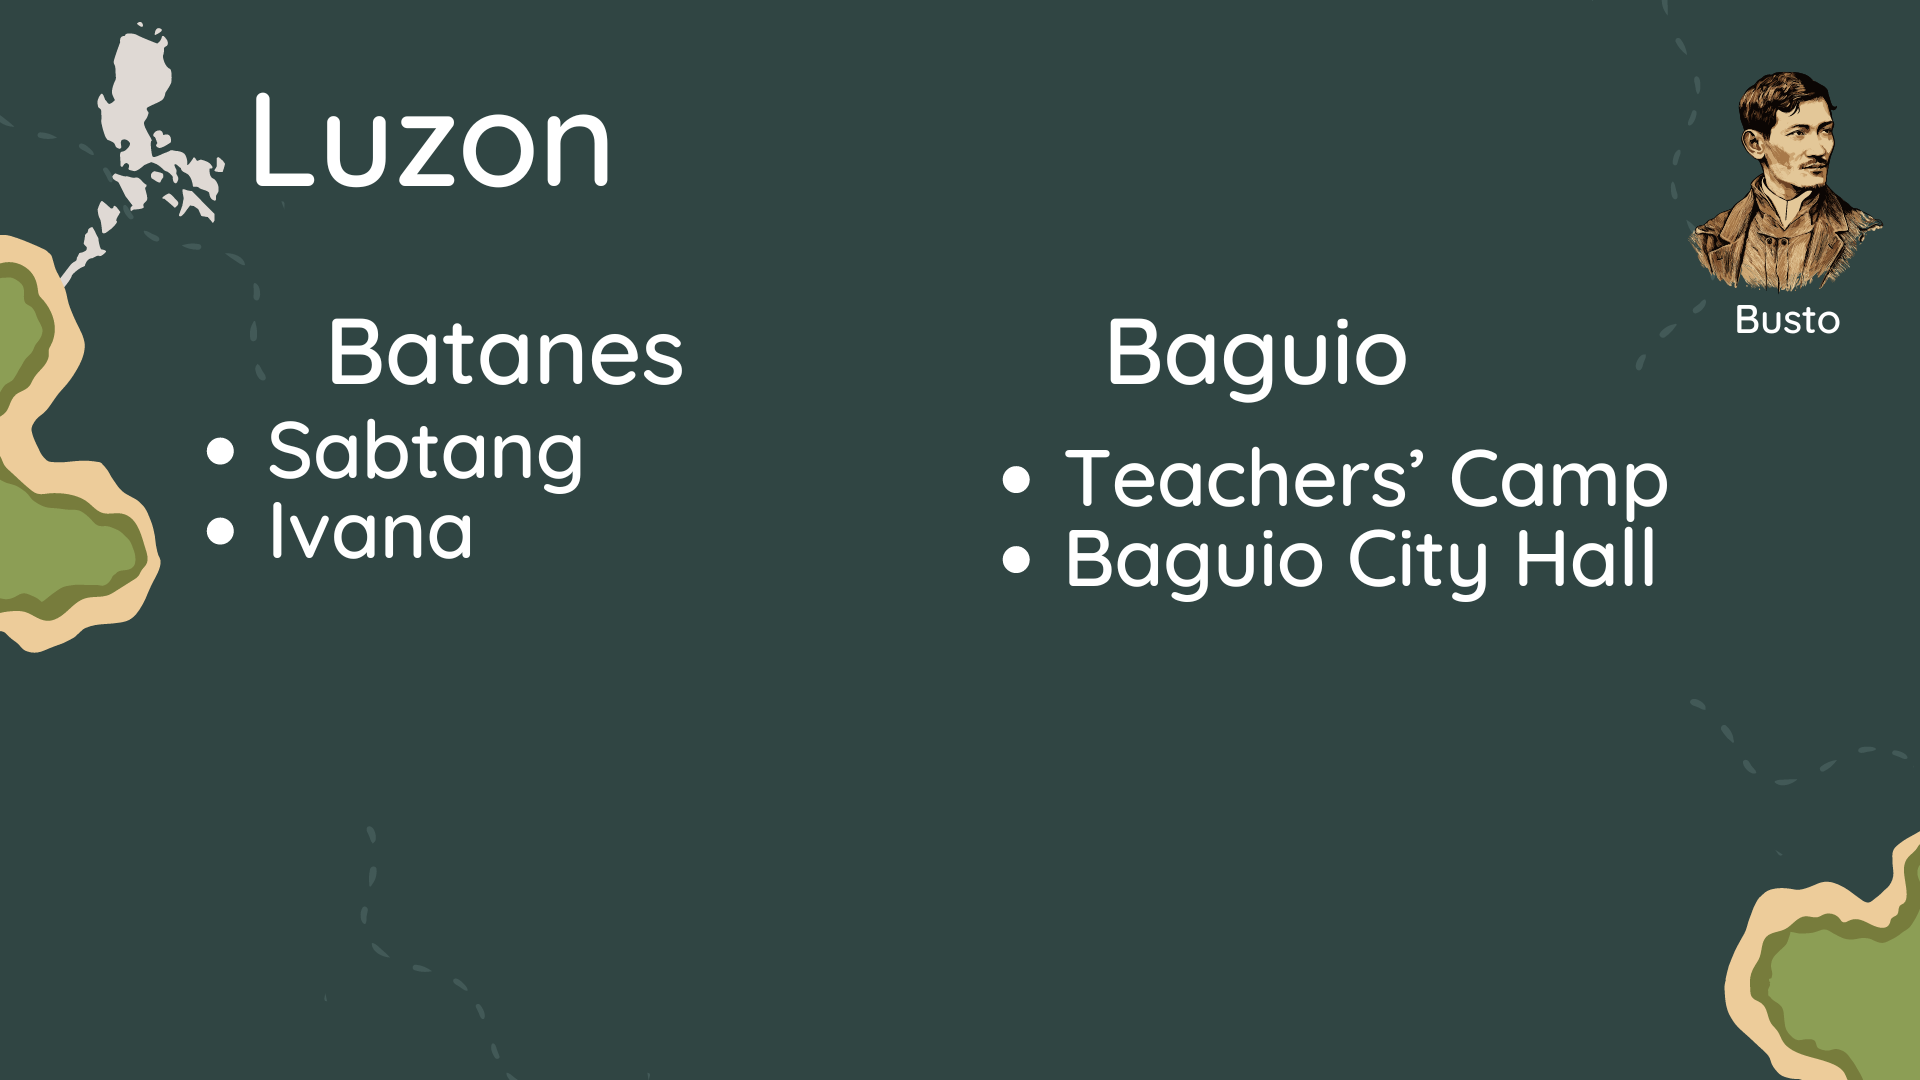 Luzon
Busto
Batanes
• Sabtang
• Ivana
Baguio
• Teachers’ Camp
• Baguio City Hall